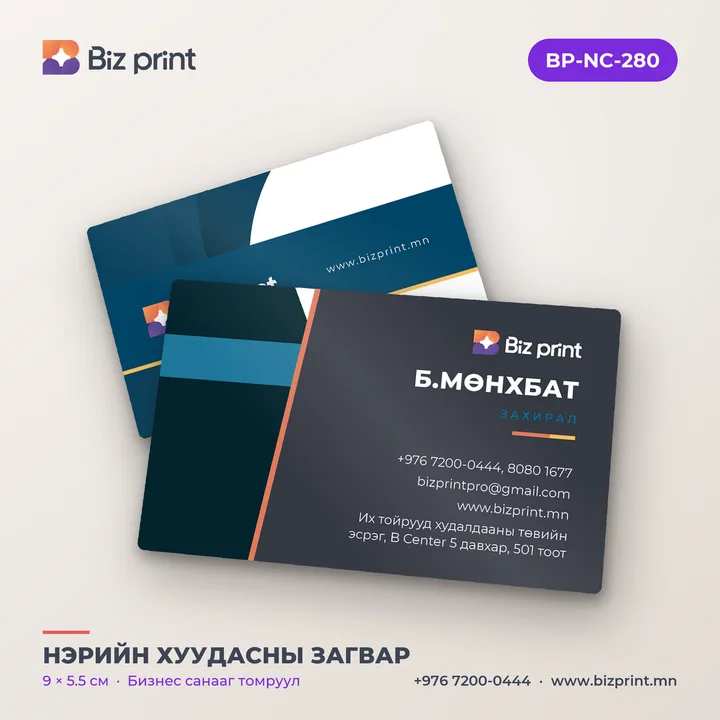 Biz print
BP-NC-280
www.bizprint.mn
Biz print
Б.МӨНХБАТ
ЗАХИРАЛ
+976 7200-0444, 8080 1677
bizprintpro@gmail.com
www.bizprint.mn
Их тойрууд худалдааны төвийн
эсрэг, B Center 5 давхар, 501 тоот
НЭРИЙН ХУУДАСНЫ ЗАГВАР
9 × 5.5 см · Бизнес санааг томруул
+976 7200-0444 · www.bizprint.mn